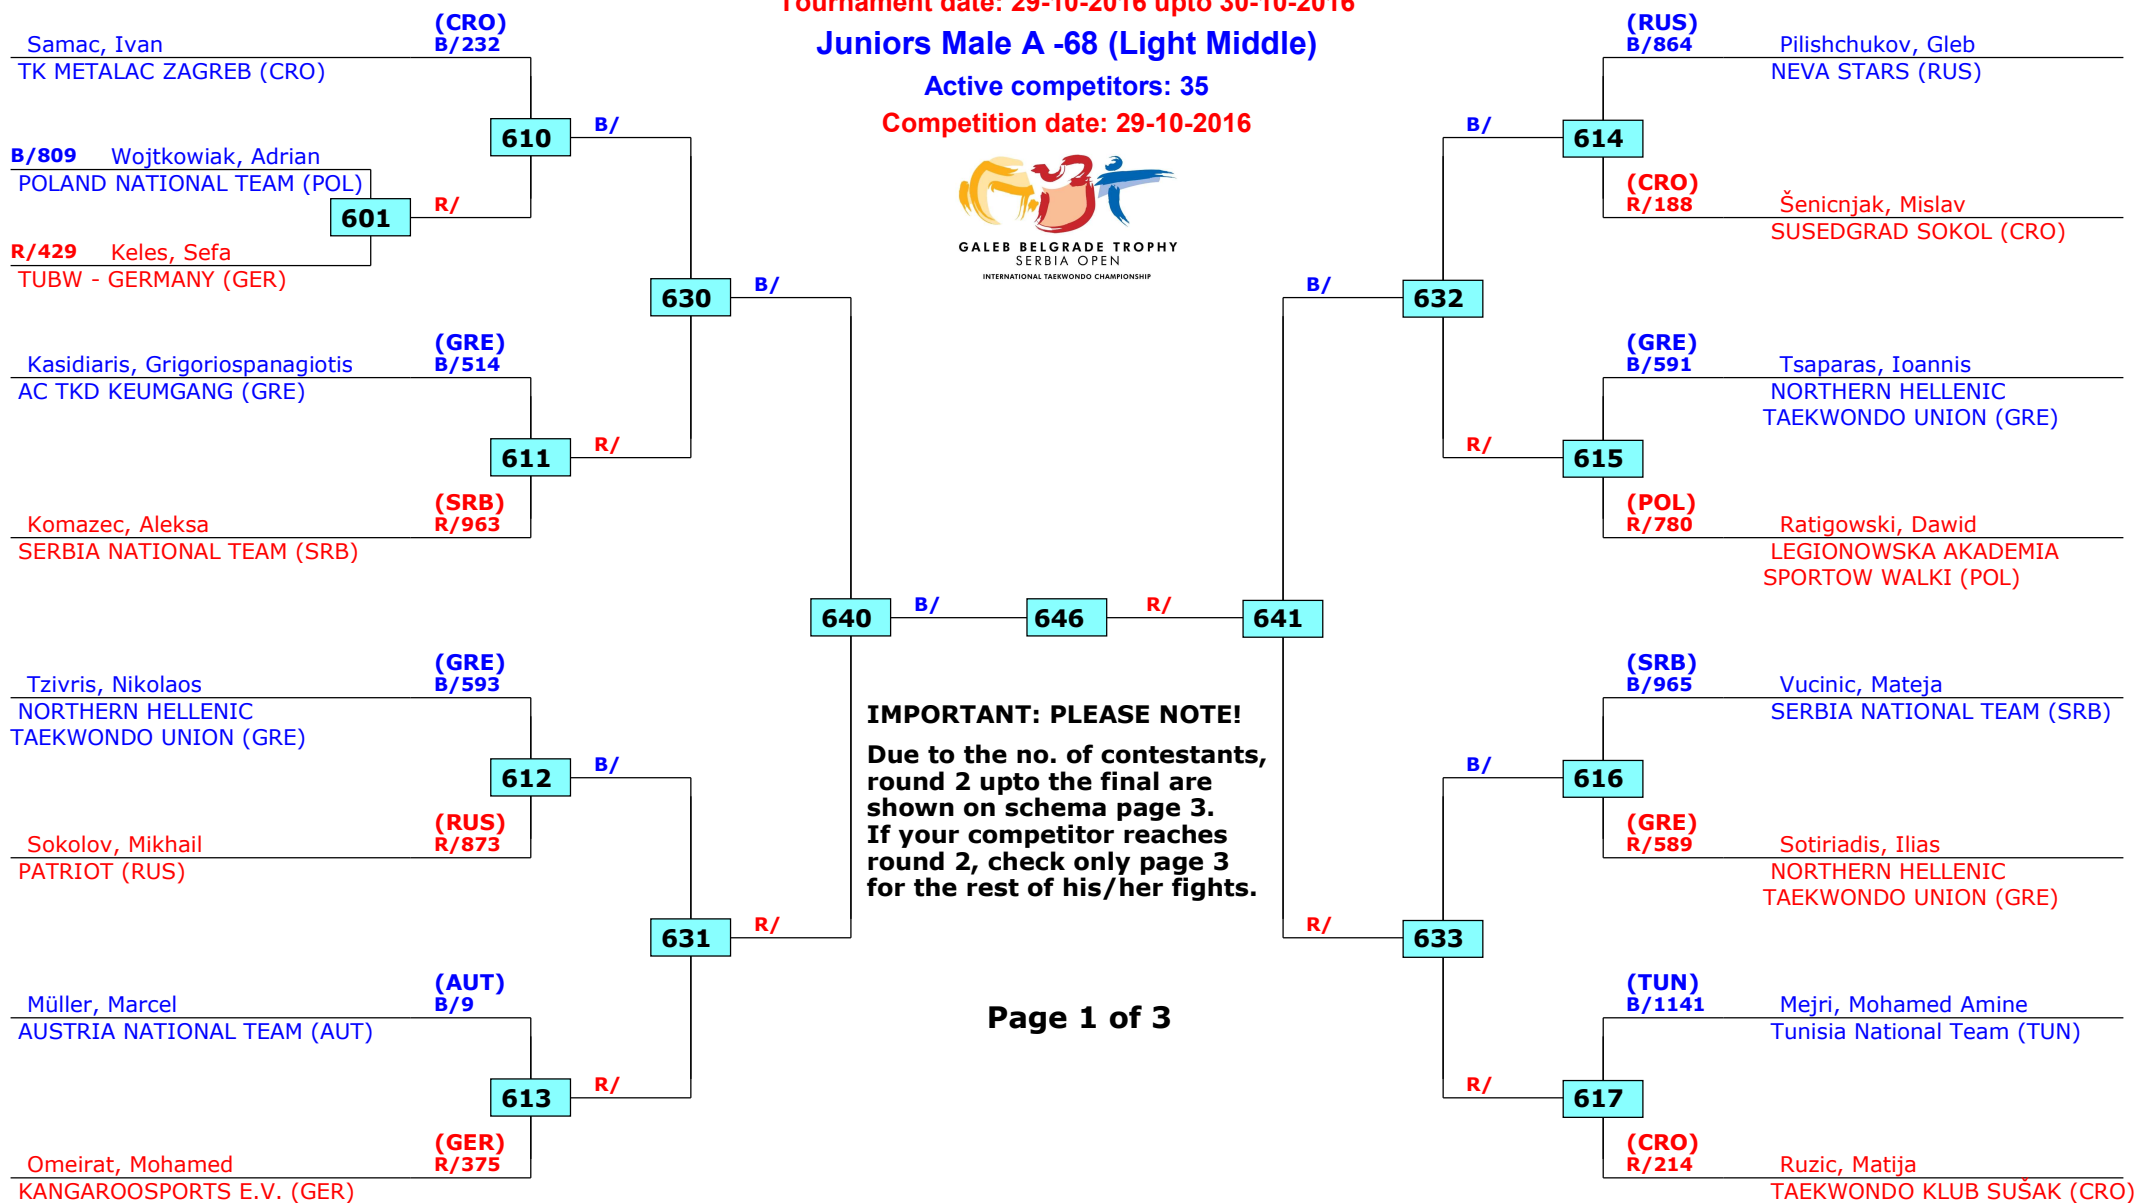 Tournament date: 29-10-2016 upto 30-10-2016
Juniors Male A -68 (Light Middle)
Active competitors: 35
Competition date: 29-10-2016
GALEB BELGRADE TROPHY
SERBIA OPEN
INTERNATIONAL TAEKWONDO CHAMPIONSHIP
(CRO)
Samac, Ivan B/232
TK METALAC ZAGREB (CRO)
610 B/
B/809 Wojtkowiak, Adrian
POLAND NATIONAL TEAM (POL)
601 R/
R/429 Keles, Sefa
TUBW - GERMANY (GER)
630 B/
(GRE)
Kasidiaris, Grigoriospanagiotis B/514
AC TKD KEUMGANG (GRE)
611 R/
(SRB)
Komazec, Aleksa R/963
SERBIA NATIONAL TEAM (SRB)
640 B/ 646 R/ 641
(GRE)
Tzivris, Nikolaos B/593
NORTHERN HELLENIC
TAEKWONDO UNION (GRE)
612 B/
(RUS)
Sokolov, Mikhail R/873
PATRIOT (RUS)
631 R/
(AUT)
Müller, Marcel B/9
AUSTRIA NATIONAL TEAM (AUT)
613 R/
(GER)
Omeirat, Mohamed R/375
KANGAROOSPORTS E.V. (GER)
IMPORTANT: PLEASE NOTE!
Due to the no. of contestants,
round 2 upto the final are
shown on schema page 3.
If your competitor reaches
round 2, check only page 3
for the rest of his/her fights.
Page 1 of 3
(RUS)
B/864 Pilishchukov, Gleb
NEVA STARS (RUS)
B/ 614
(CRO)
R/188 Šenicnjak, Mislav
SUSEDGRAD SOKOL (CRO)
B/ 632
(GRE)
B/591 Tsaparas, Ioannis
NORTHERN HELLENIC
TAEKWONDO UNION (GRE)
R/ 615
(POL)
R/780 Ratigowski, Dawid
LEGIONOWSKA AKADEMIA
SPORTOW WALKI (POL)
(SRB)
B/965 Vucinic, Mateja
SERBIA NATIONAL TEAM (SRB)
B/ 616
(GRE)
R/589 Sotiriadis, Ilias
NORTHERN HELLENIC
TAEKWONDO UNION (GRE)
R/ 633
(TUN)
B/1141 Mejri, Mohamed Amine
Tunisia National Team (TUN)
R/ 617
(CRO)
R/214 Ruzic, Matija
TAEKWONDO KLUB SUŠAK (CRO)